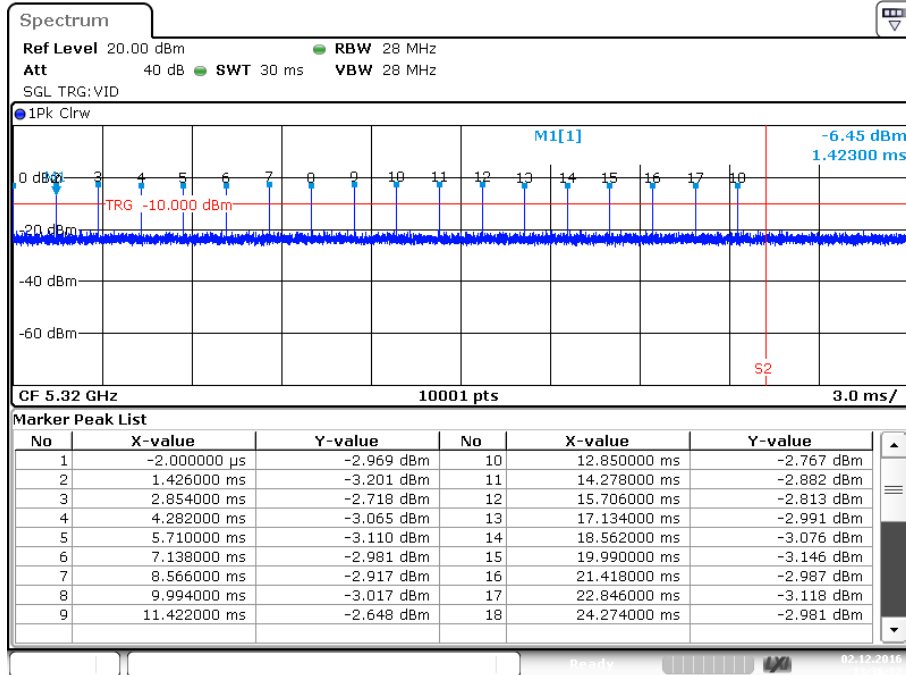 Spectrum
Ref Level 20.00 dBm RBW 28 MHz
Att 40 dB SWT 30 ms VBW 28 MHz
SGL TRG:VID
1Pk Clrw
M1[1] -6.45 dBm
1.42300 ms
0 dBm 3 4 5 6 7 8 9 10 11 12 13 14 15 16 17 18
TRG -10.000 dBm
-20 dBm
-40 dBm
-60 dBm
S2
CF 5.32 GHz 10001 pts 3.0 ms/
Marker Peak List
No X-value Y-value No X-value Y-value
1 -2.000000 µs -2.969 dBm 10 12.850000 ms -2.767 dBm
2 1.426000 ms -3.201 dBm 11 14.278000 ms -2.882 dBm
3 2.854000 ms -2.718 dBm 12 15.706000 ms -2.813 dBm
4 4.282000 ms -3.065 dBm 13 17.134000 ms -2.991 dBm
5 5.710000 ms -3.110 dBm 14 18.562000 ms -3.076 dBm
6 7.138000 ms -2.981 dBm 15 19.990000 ms -3.146 dBm
7 8.566000 ms -2.917 dBm 16 21.418000 ms -2.987 dBm
8 9.994000 ms -3.017 dBm 17 22.846000 ms -3.118 dBm
9 11.422000 ms -2.648 dBm 18 24.274000 ms -2.981 dBm
Ready LXI 02.12.2016